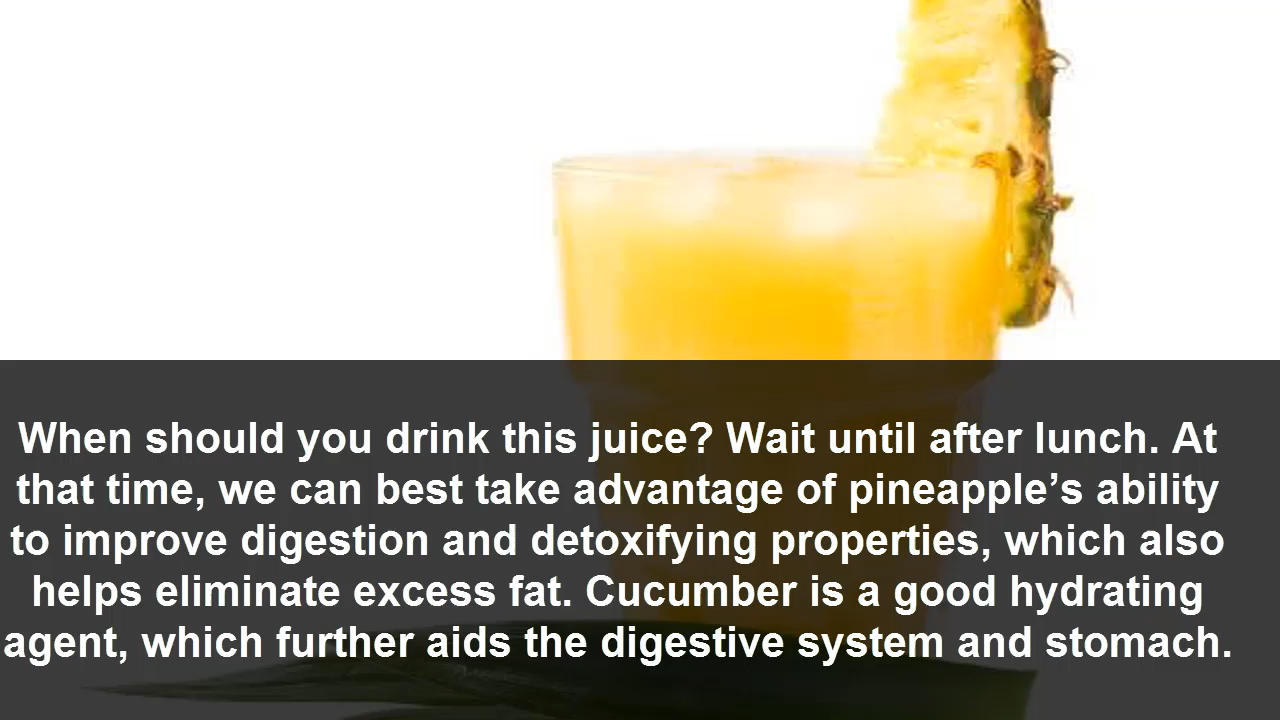 When should you drink this juice? Wait until after lunch. At
that time, we can best take advantage of pineapple’s ability
to improve digestion and detoxifying properties, which also
helps eliminate excess fat. Cucumber is a good hydrating
agent, which further aids the digestive system and stomach.